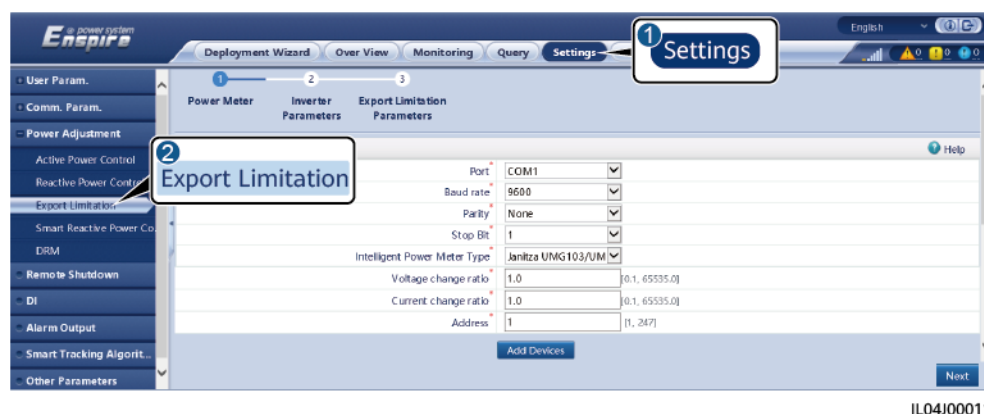 power system
Enspire
English
Deployment Wizard Over View Monitoring Query Settings
1
Settings
0 0 0
User Param.
Comm. Param.
Power Adjustment
Active Power Control
Reactive Power Contr
Export Limitation
Smart Reactive Power Co.
DRM
Remote Shutdown
DI
Alarm Output
Smart Tracking Algorit...
Other Parameters
1 2 3
Power Meter Inverter Parameters Export Limitation Parameters
2
Export Limitation
Help
Port * COM1
Baud rate * 9600
Parity * None
Stop Bit * 1
Intelligent Power Meter Type * Janitza UMG103/UM
Voltage change ratio * 1.0 [0.1, 65535.0]
Current change ratio * 1.0 [0.1, 65535.0]
Address * 1 [1, 247]
Add Devices
Next